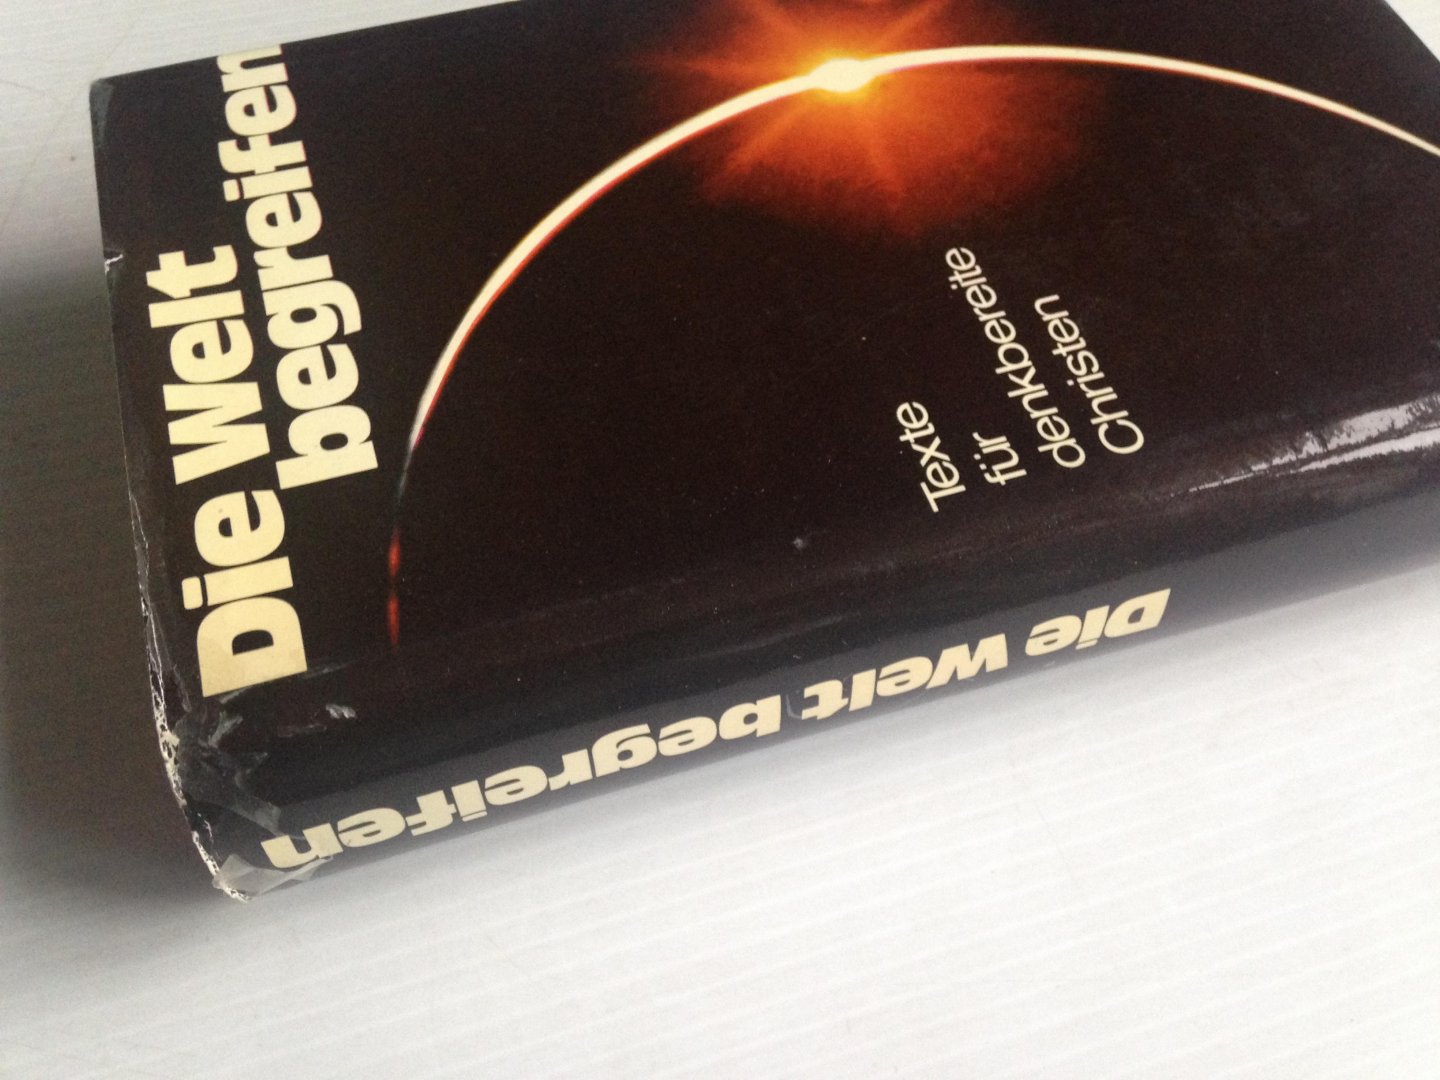 Die Welt
begreifen
Texte
für
denkbereite
Christen
Die Welt begreifen